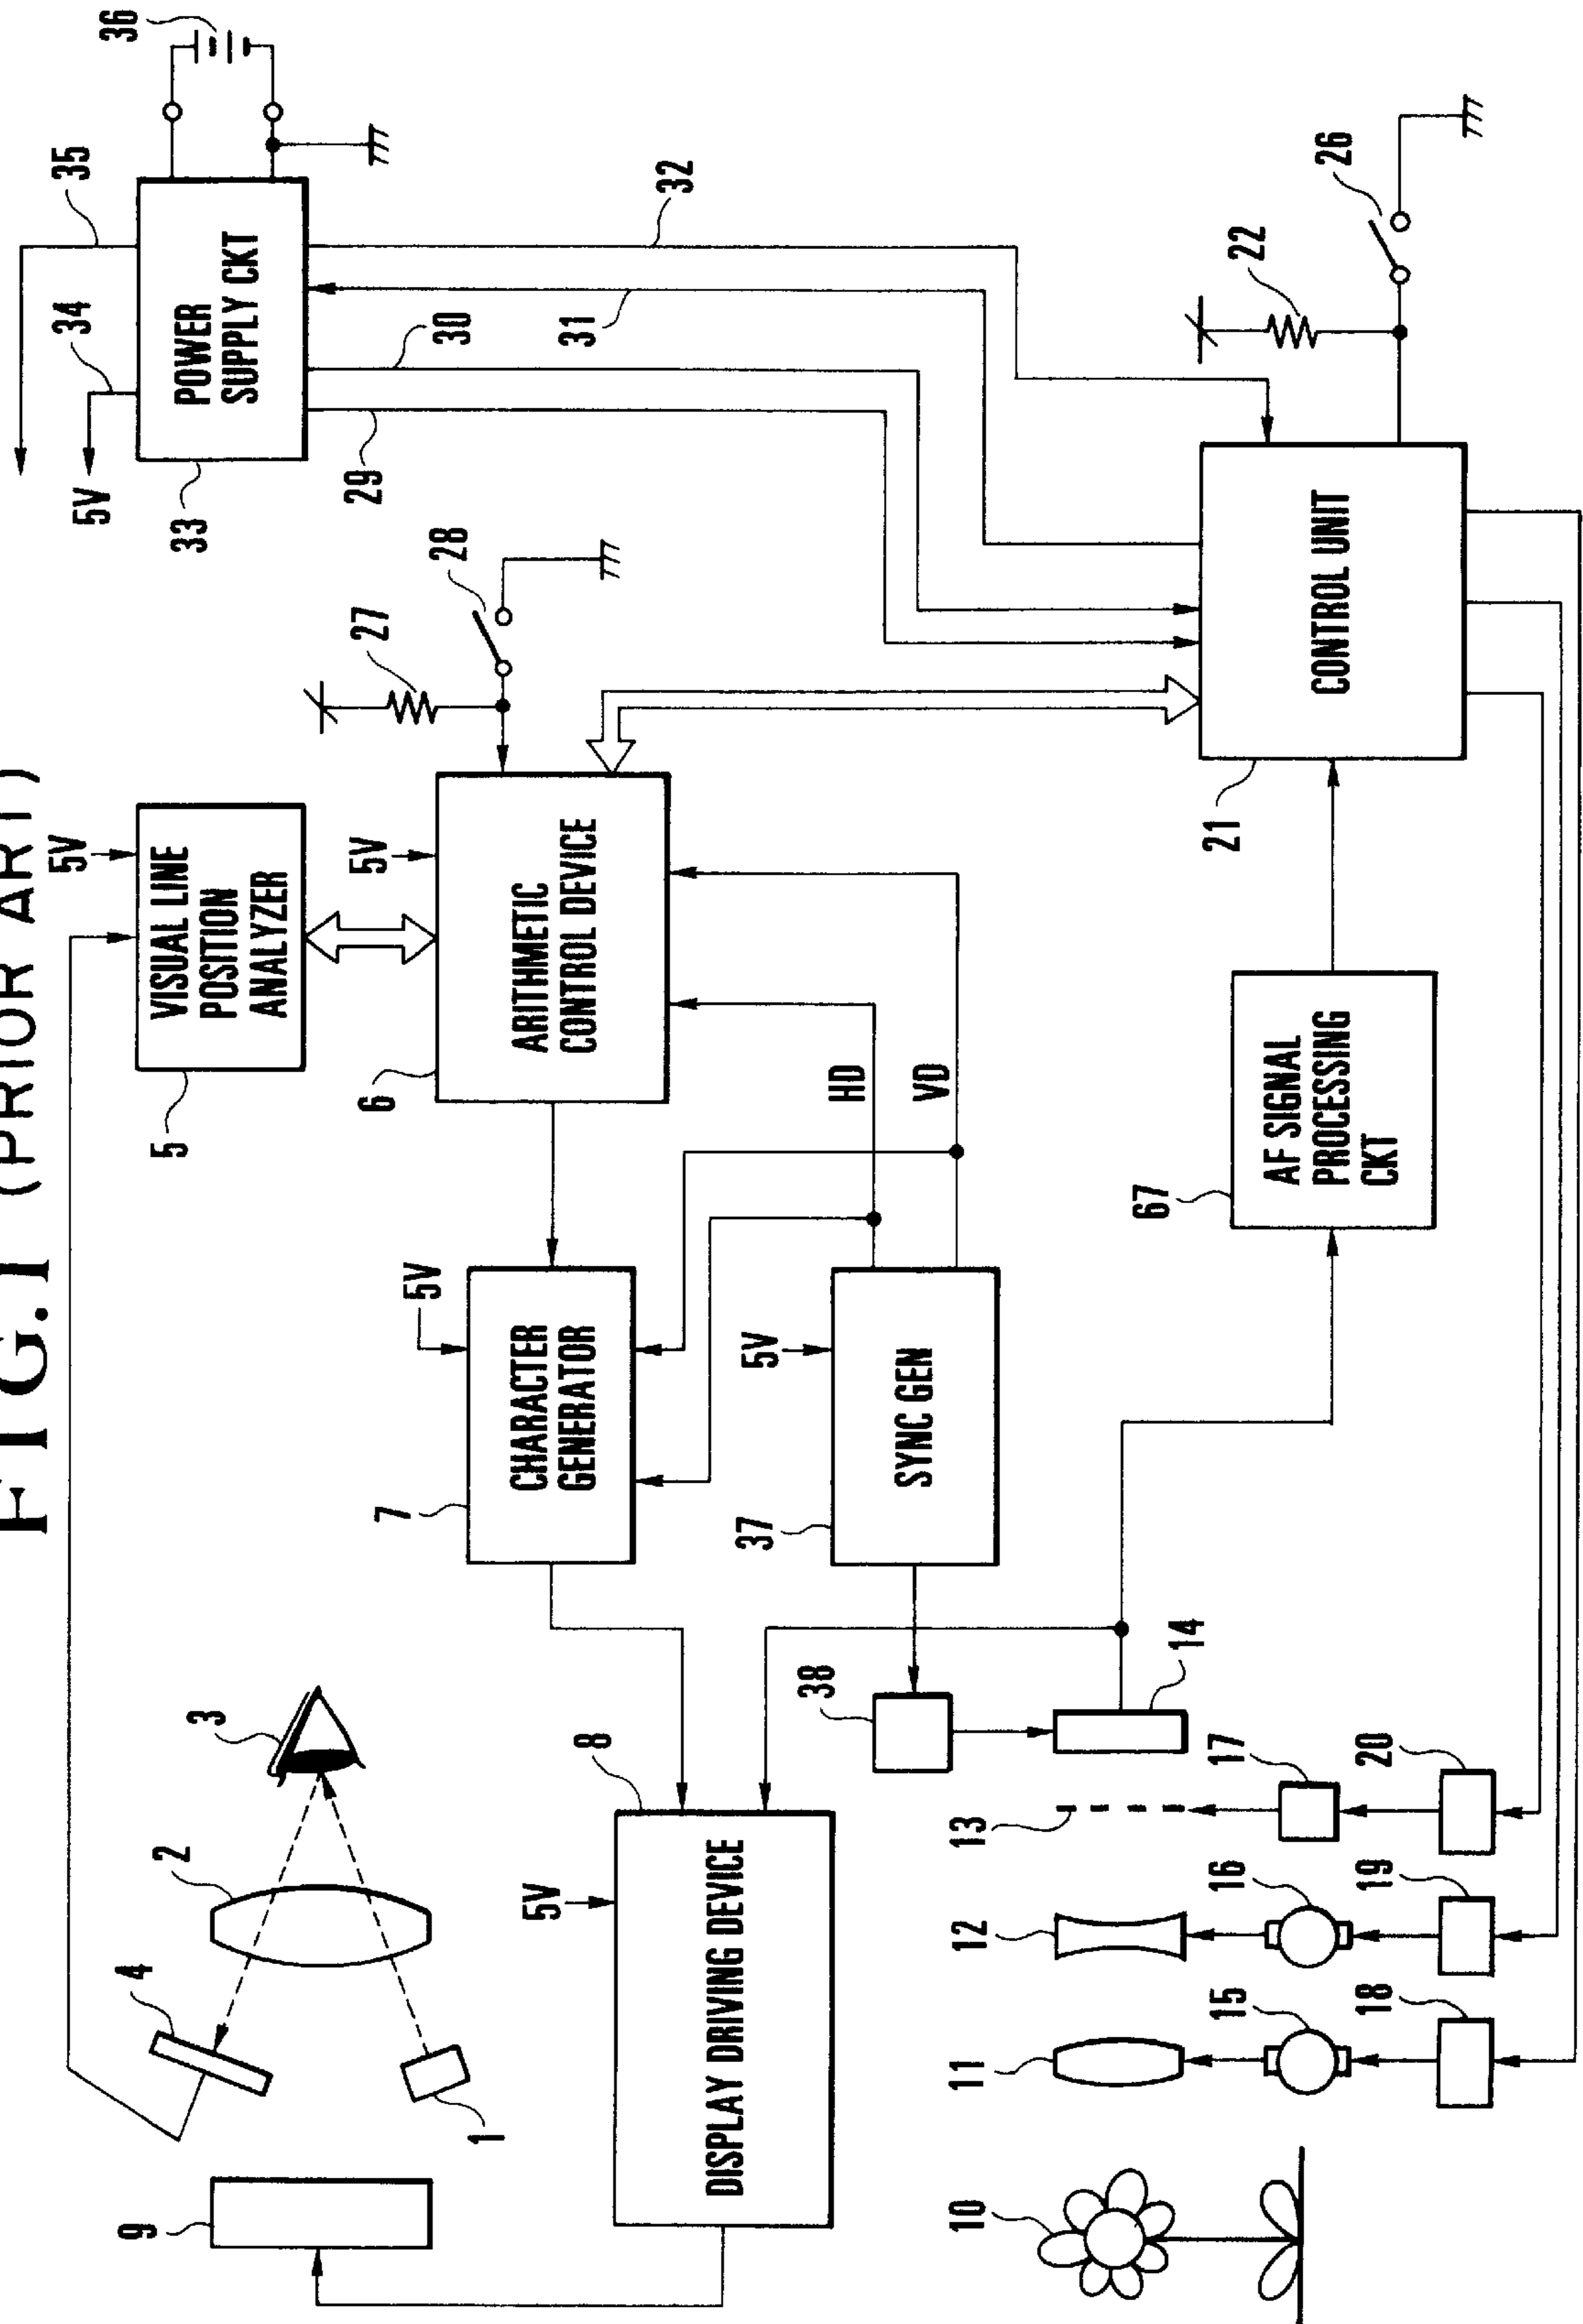 FIG.1 (PRIOR ART)
36
35
34
5V
33
POWER
SUPPLY CKT
32
31
30
29
28
27
26
22
5V
VISUAL LINE
POSITION
ANALYZER
5
5V
ARITHMETIC
CONTROL DEVICE
6
HD
VD
CONTROL UNIT
21
AF SIGNAL
PROCESSING
CKT
67
5V
CHARACTER
GENERATOR
7
5V
SYNC GEN
37
38
14
3
2
4
1
9
5V
DISPLAY DRIVING DEVICE
8
13
17
20
12
16
19
11
15
18
10